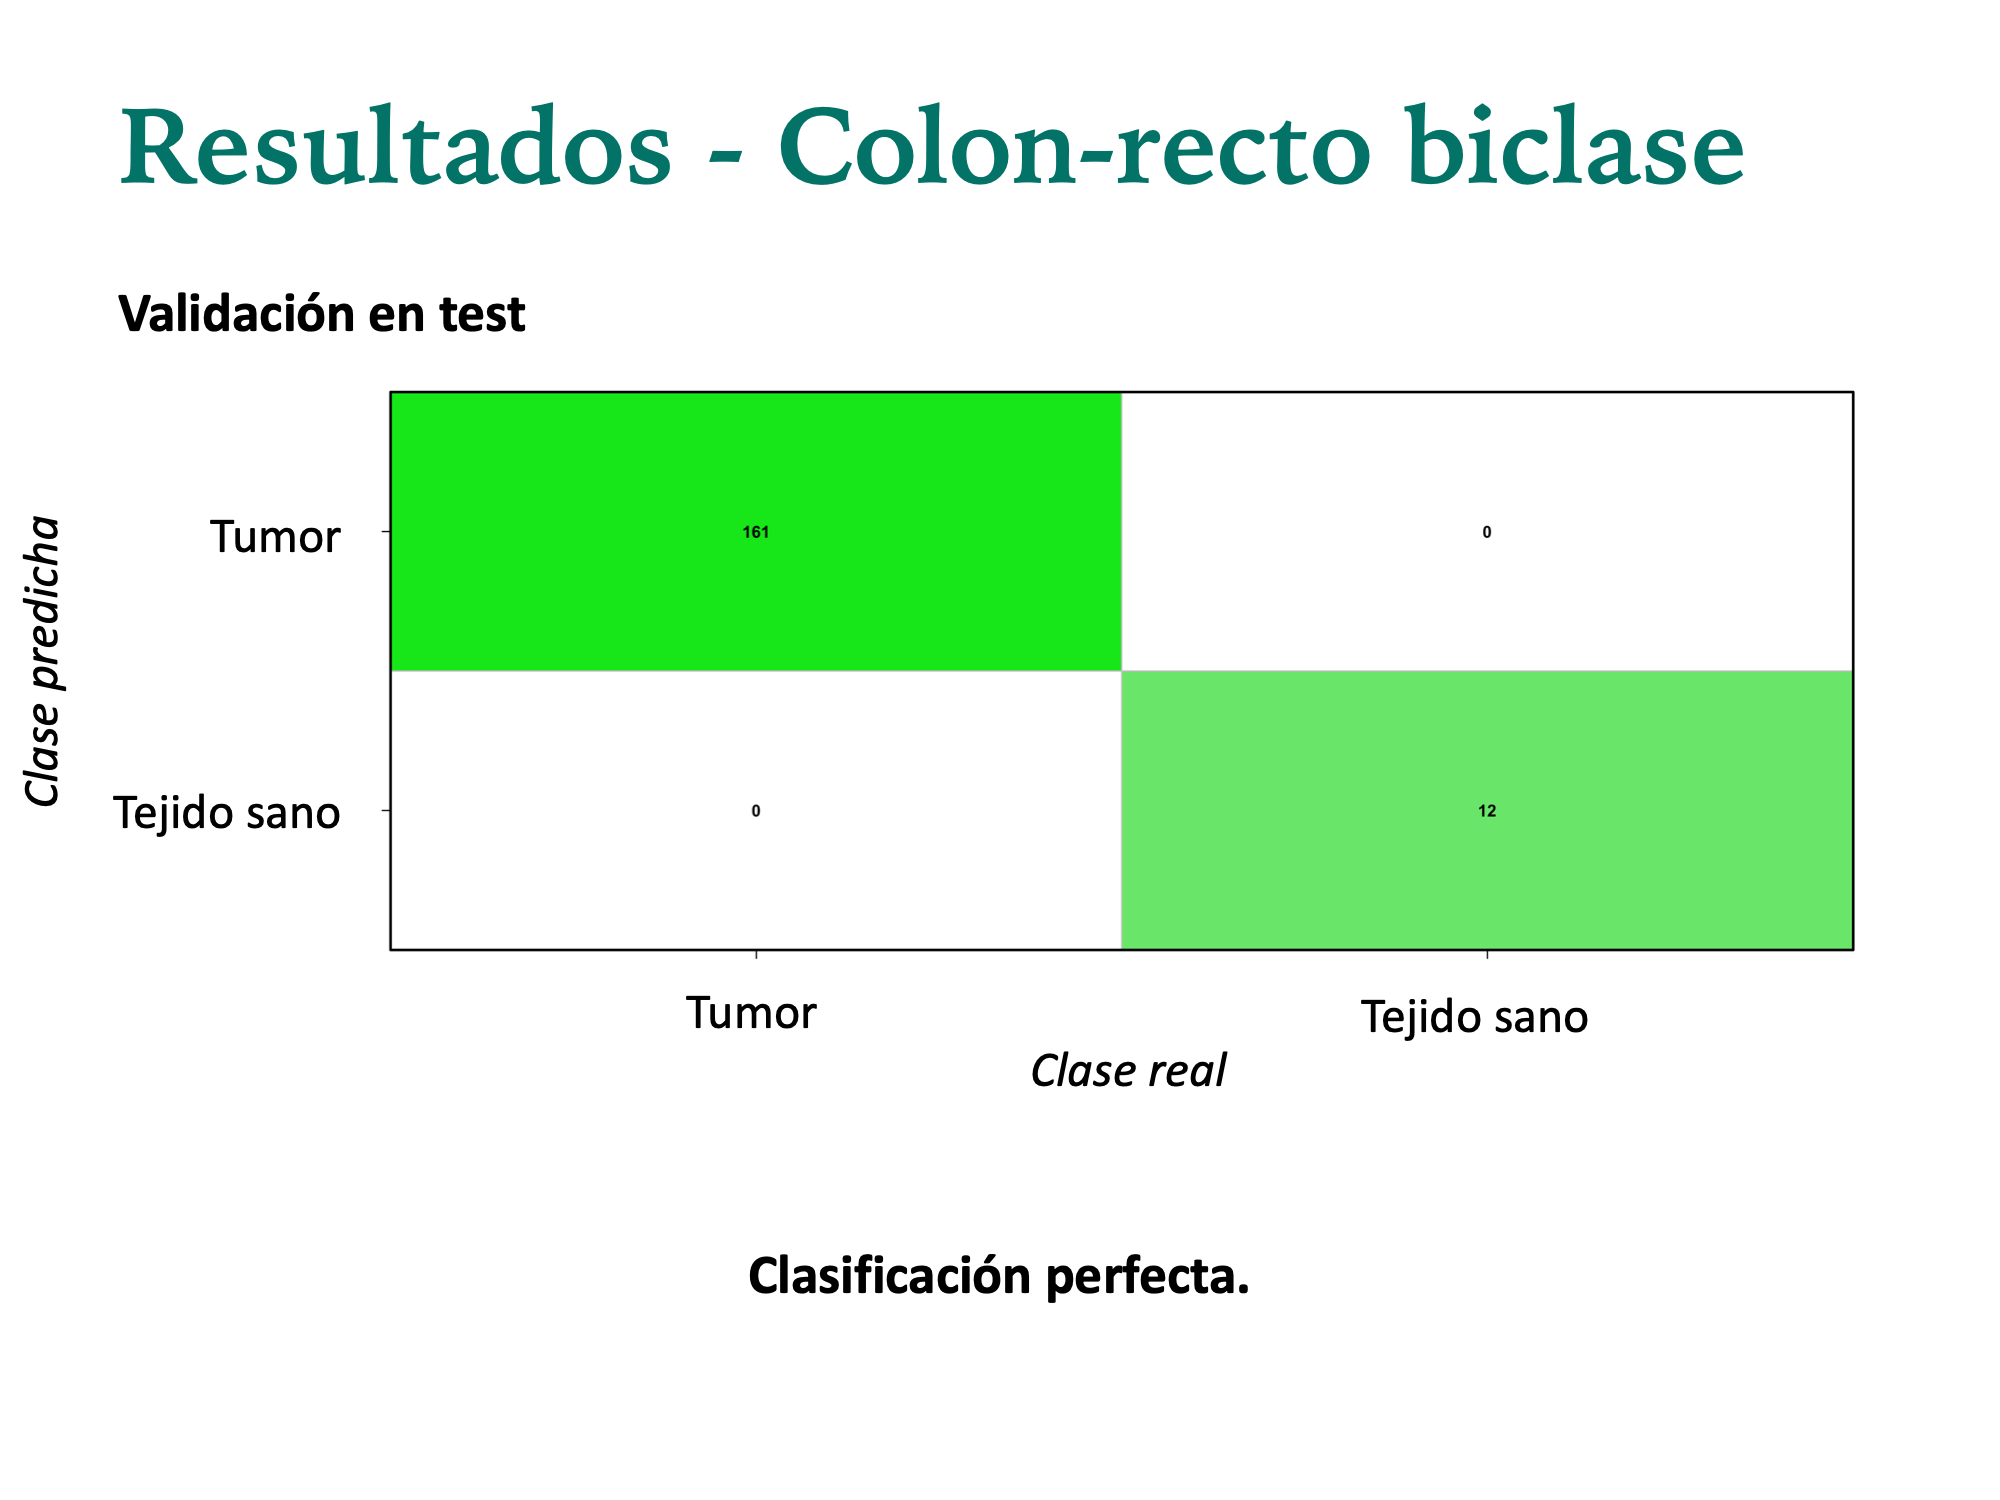 Resultados - Colon-recto biclase
Validación en test
Clase predicha
Tumor
161
0
Tejido sano
0
12
Tumor
Tejido sano
Clase real
Clasificación perfecta.